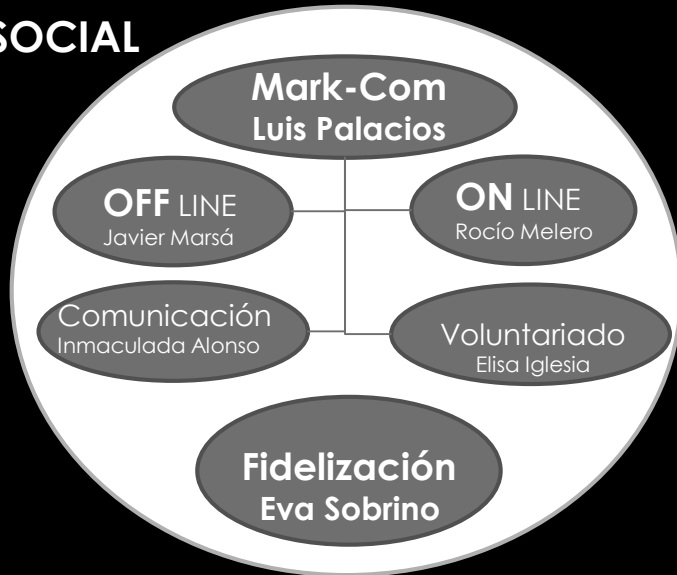 SOCIAL
Mark-Com
Luis Palacios
OFF LINE
Javier Marsá
ON LINE
Rocío Melero
Comunicación
Inmaculada Alonso
Voluntariado
Elisa Iglesia
Fidelización
Eva Sobrino